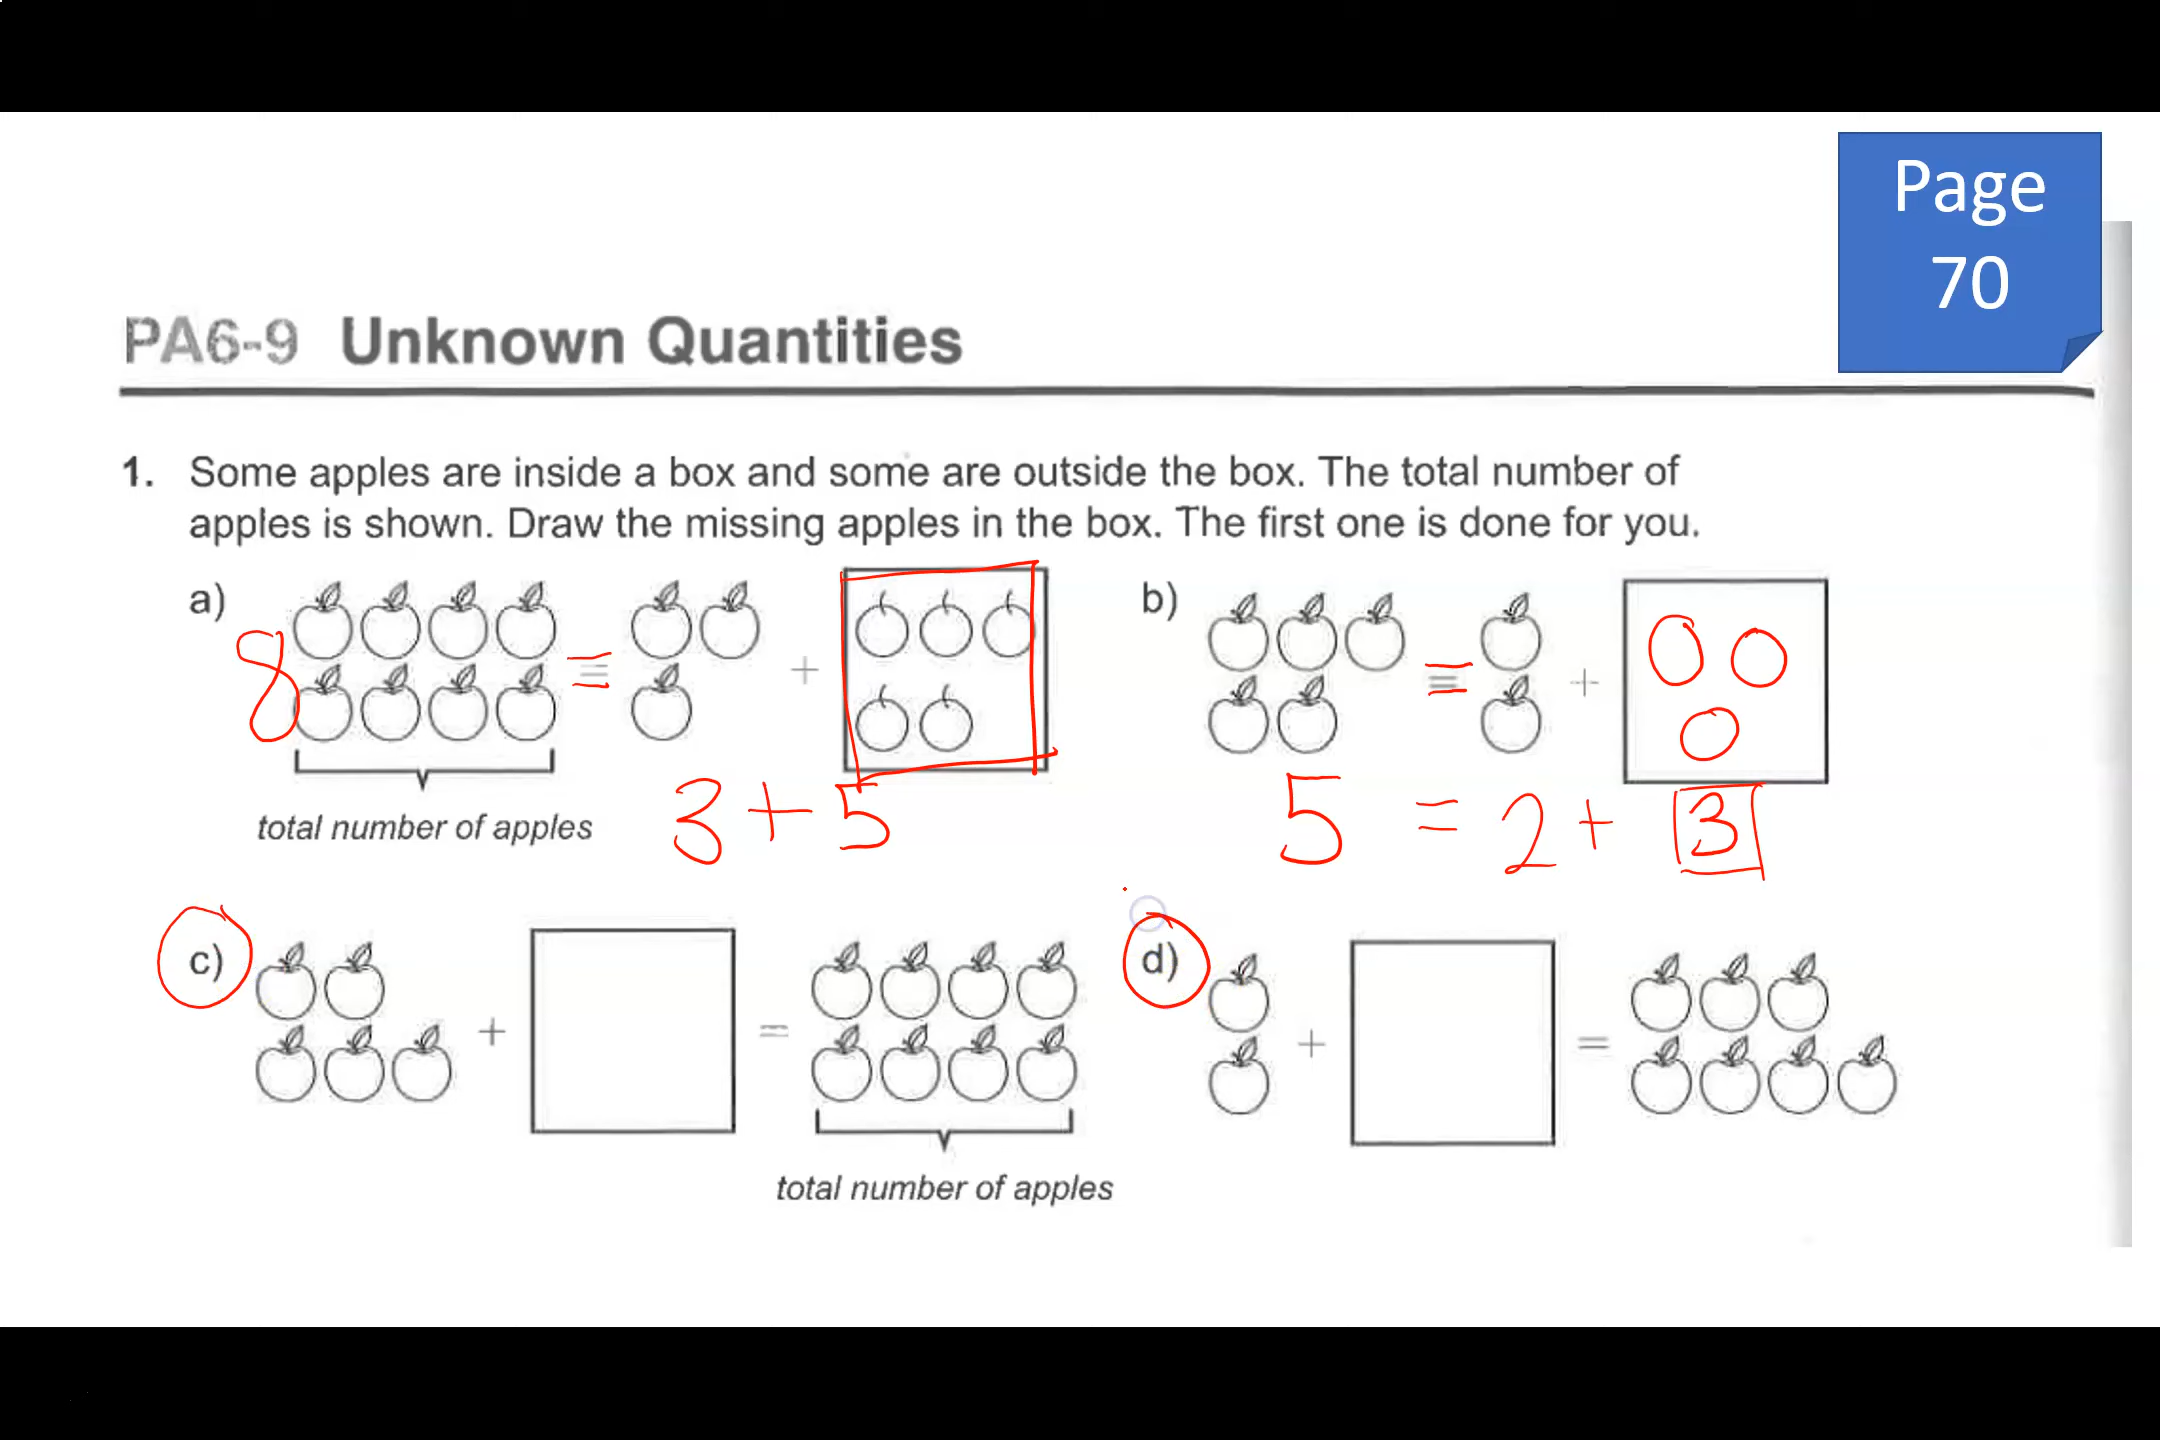 Page
70
PA6-9 Unknown Quantities
1. Some apples are inside a box and some are outside the box. The total number of
apples is shown. Draw the missing apples in the box. The first one is done for you.
a) 8 = +
b) = +
total number of apples 3 + 5
5 = 2 + 3
c) + =
d) + =
total number of apples